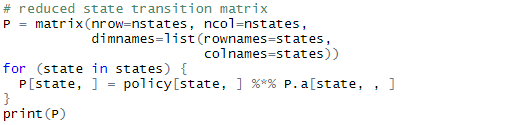 # reduced state transition matrix
P = matrix(nrow=nstates, ncol=nstates,
           dimnames=list(rownames=states,
                         colnames=states))
for (state in states) {
  P[state, ] = policy[state, ] %*% P.a[state, , ]
}
print(P)